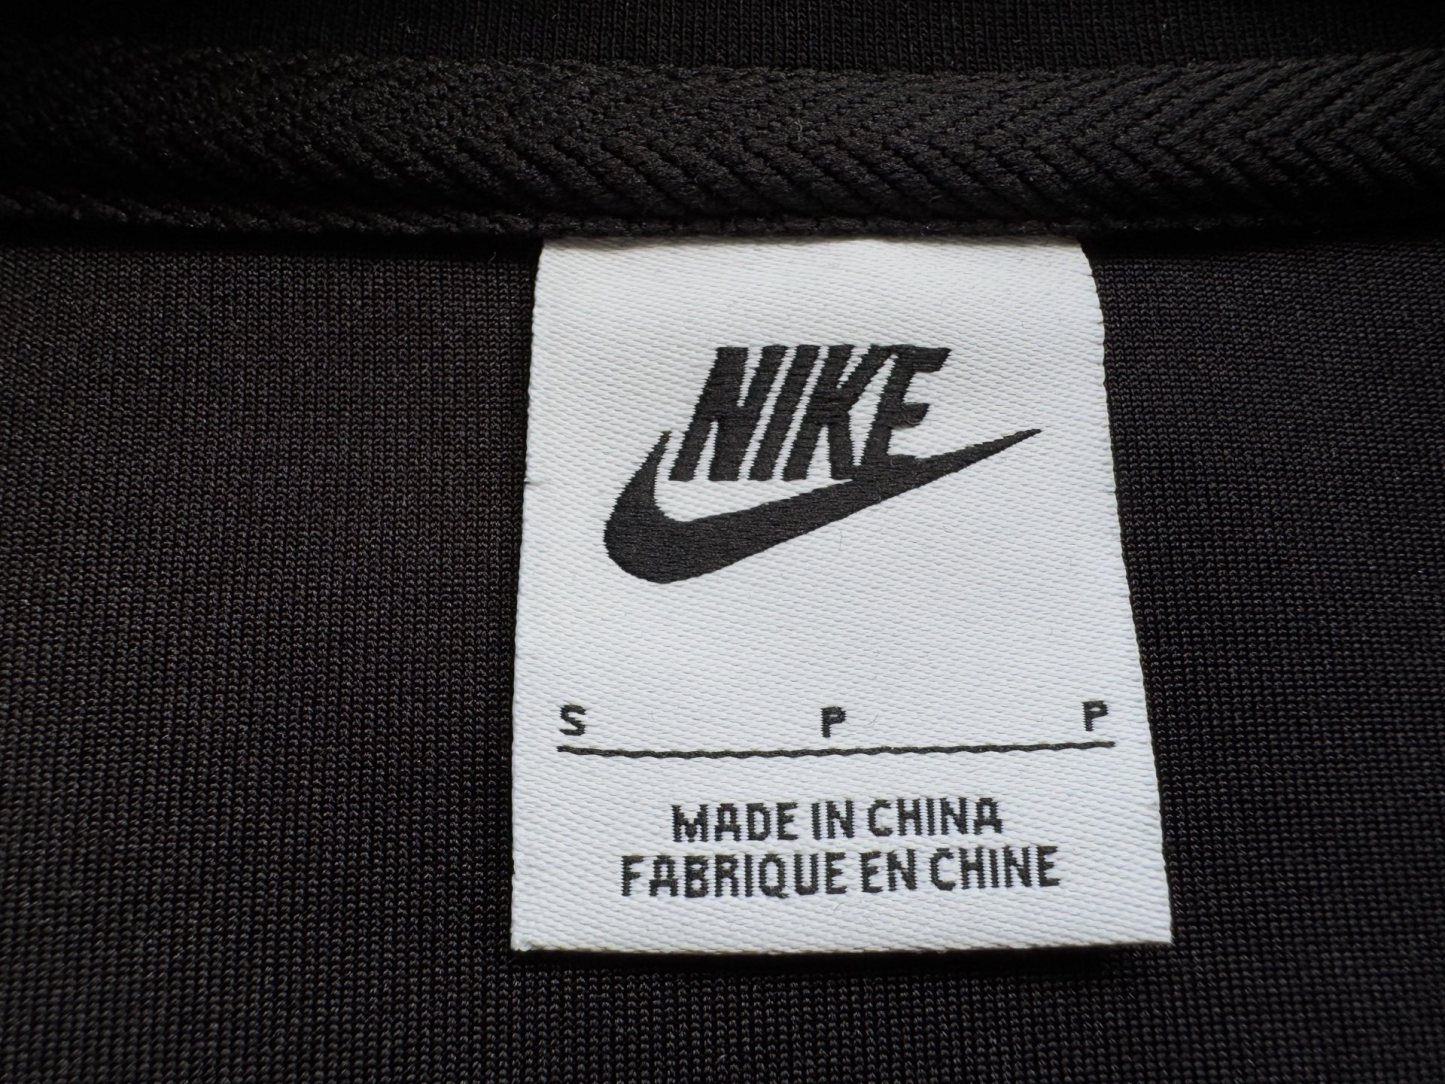 NIKE
S P P
MADE IN CHINA
FABRIQUE EN CHINE